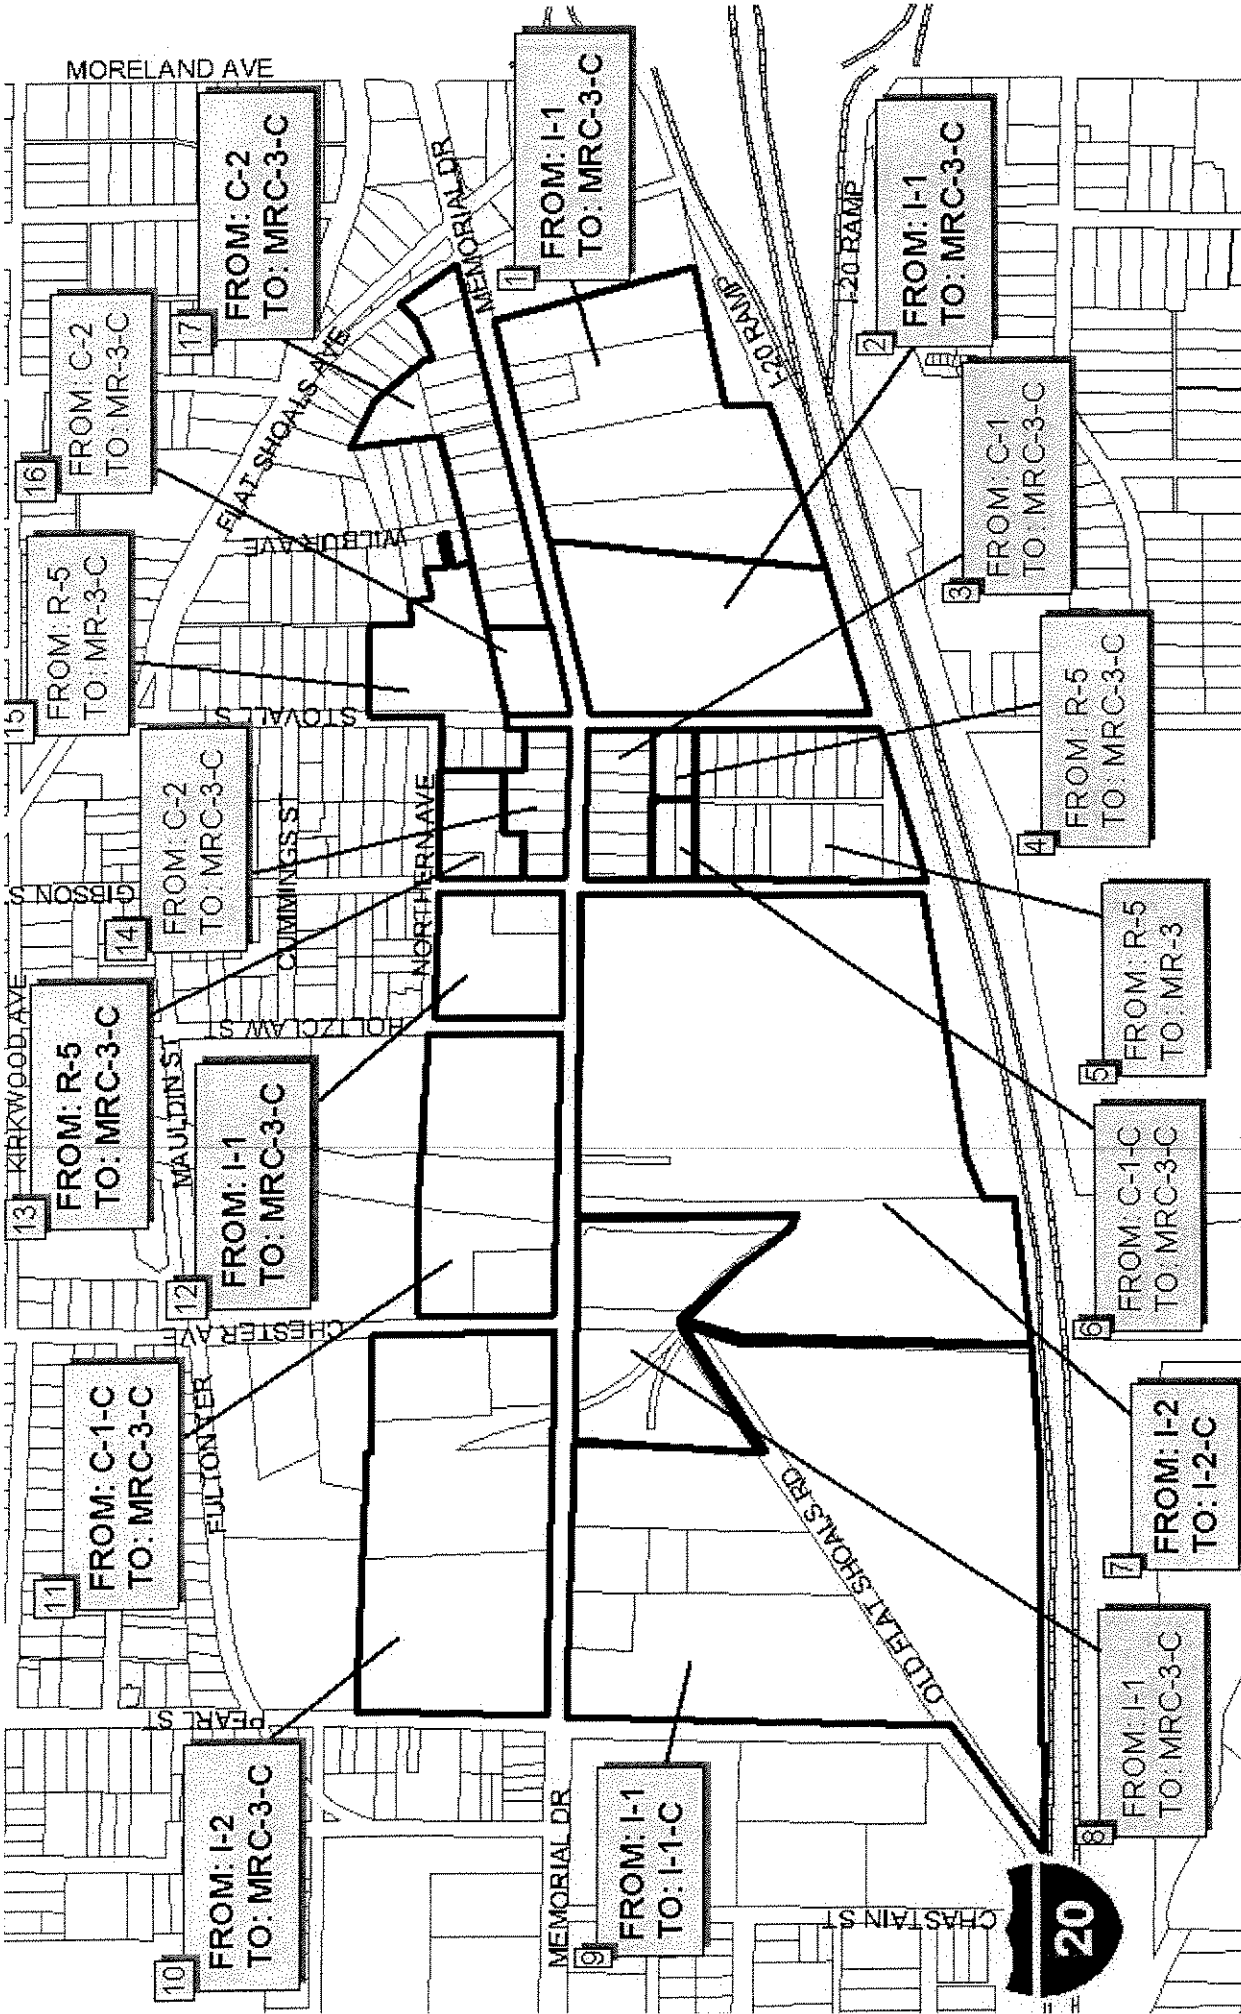 MORELAND AVE
17
FROM: C-2
TO: MRC-3-C
16
FROM: C-2
TO: MR-3-C
15
FROM: R-5
TO: MR-3-C
14
FROM: C-2
TO: MRC-3-C
13
FROM: R-5
TO: MRC-3-C
12
FROM: I-1
TO: MRC-3-C
11
FROM: C-1-C
TO: MRC-3-C
10
FROM: I-2
TO: MRC-3-C
1
FROM: I-1
TO: MRC-3-C
2
FROM: I-1
TO: MRC-3-C
3
FROM: C-1
TO: MRC-3-C
4
FROM R-5
TO: MRC-3-C
5
FROM: R-5
TO: MR-3
6
FROM C-1-C
TO: MRC-3-C
7
FROM: I-2
TO: I-2-C
8
FROM: I-1
TO: MRC-3-C
9
FROM: I-1
TO: I-1-C
FLAT SHOALS AVE
MEMORIAL DR
I-20 RAMP
I-20 RAMP
WILBUR AVE
STOVALL ST
GIBSON S
CUMMINGS ST
NORTHERN AVE
HOLTZCLAW ST
KIRKWOOD AVE
MAULDIN ST
CHESTER AVE
FULTON TER
PEARL ST
MEMORIAL DR
OLD FLAT SHOALS RD
CHASTAIN ST
20